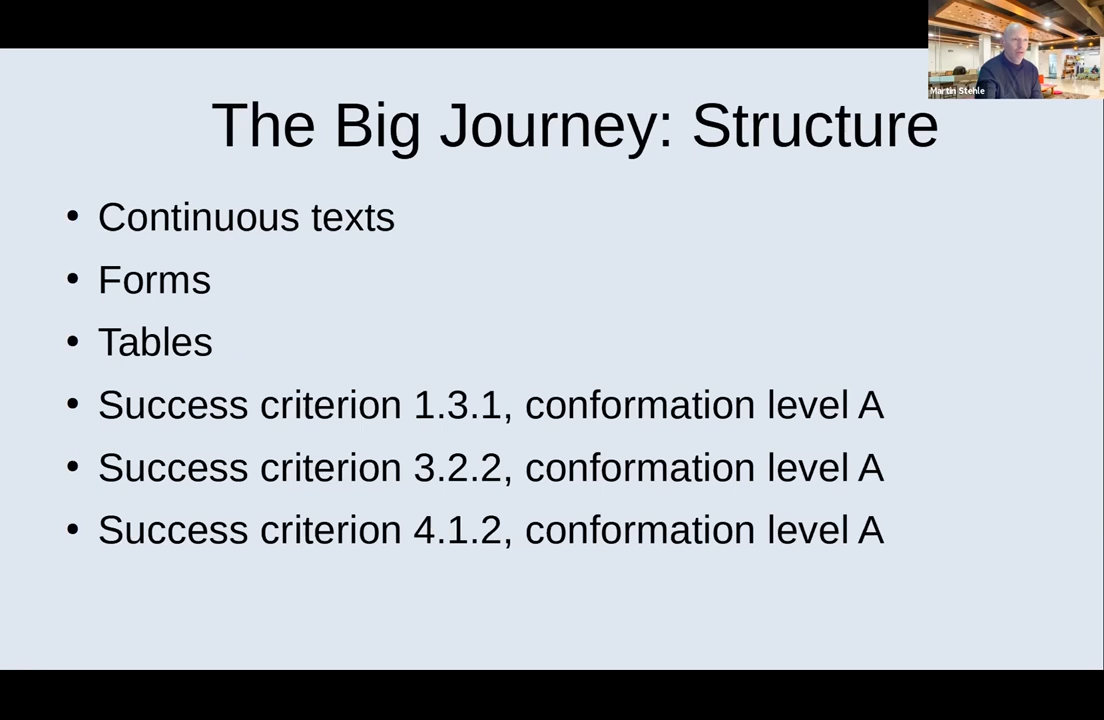 Martin Stehle
The Big Journey: Structure
• Continuous texts
• Forms
• Tables
• Success criterion 1.3.1, conformation level A
• Success criterion 3.2.2, conformation level A
• Success criterion 4.1.2, conformation level A